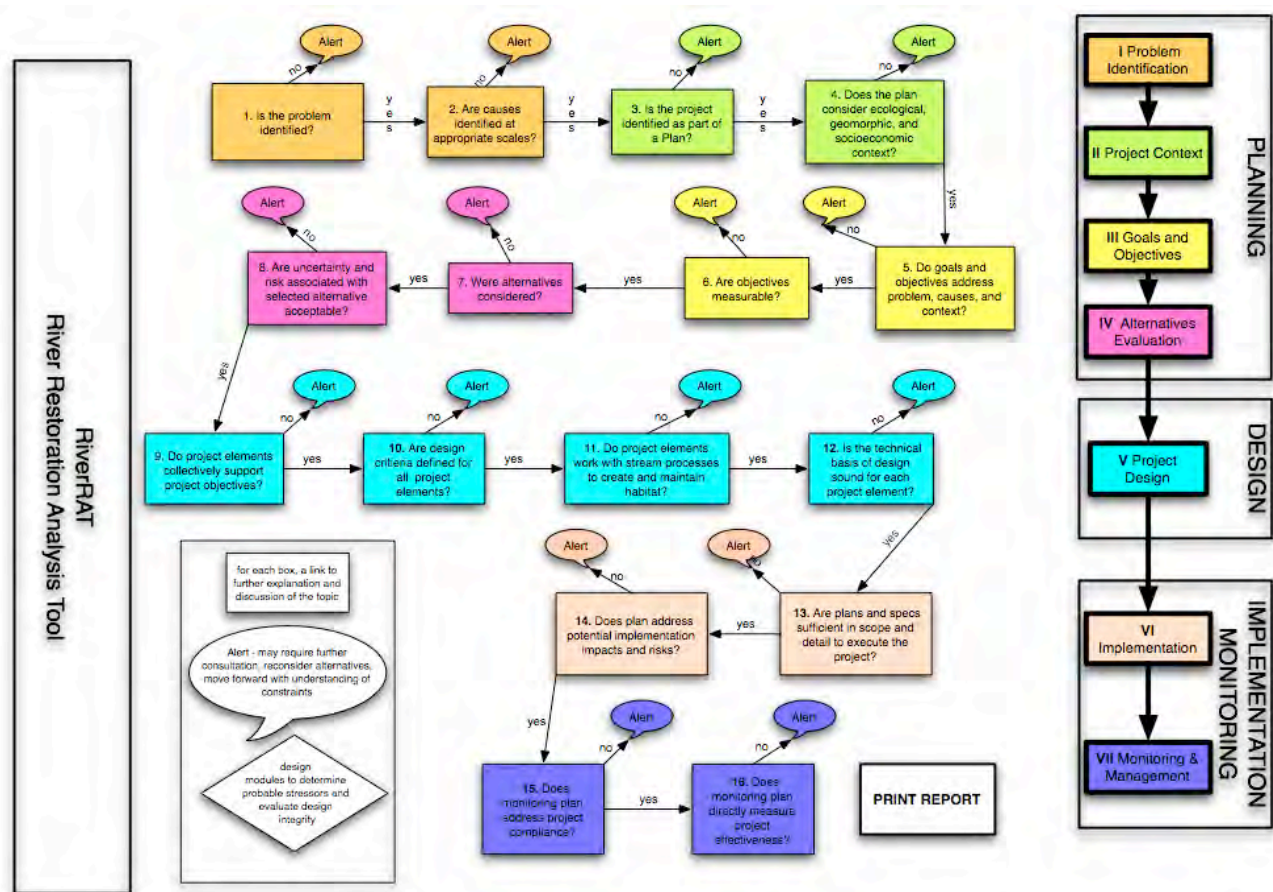 RiverRAT
River Restoration Analysis Tool
Alert
Alert
Alert
Alert
no
no
no
no
1. Is the problem
identified?
yes
2. Are causes
identified at
appropriate scales?
yes
3. Is the project
identified as part of
a Plan?
yes
4. Does the plan
consider ecological,
geomorphic, and
socioeconomic
context?
yes
Alert
Alert
Alert
Alert
no
no
no
no
8. Are uncertainty and
risk associated with
selected alternative
acceptable?
yes
7. Were alternatives
considered?
yes
6. Are objectives
measurable?
yes
5. Do goals and
objectives address
problem, causes, and
context?
yes
Alert
Alert
Alert
Alert
no
no
no
no
9. Do project elements
collectively support
project objectives?
yes
10. Are design
criteria defined for
all project
elements?
yes
11. Do project elements
work with stream processes
to create and maintain
habitat?
yes
12. Is the technical
basis of design
sound for each
project element?
yes
Alert
Alert
no
no
14. Does plan address
potential implementation
impacts and risks?
yes
13. Are plans and specs
sufficient in scope and
detail to execute the
project?
yes
Alert
Alert
no
no
15. Does
monitoring plan
address project
compliance?
yes
16. Does
monitoring plan
directly measure
project
effectiveness?
PRINT REPORT
for each box, a link to
further explanation and
discussion of the topic
Alert - may require further
consultation, reconsider alternatives,
move forward with understanding of
constraints
design
modules to determine
probable stressors and
evaluate design
integrity
I Problem
Identification
II Project Context
III Goals and
Objectives
IV Alternatives
Evaluation
PLANNING
V Project
Design
DESIGN
VI
Implementation
VII Monitoring &
Management
IMPLEMENTATION
MONITORING